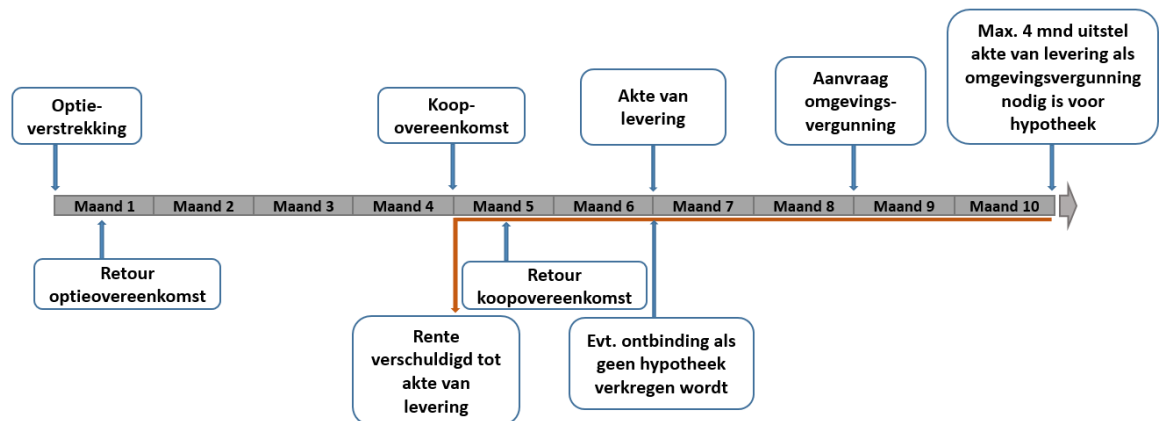 Optie-
verstrekking
Koop-
overeenkomst
Akte van
levering
Aanvraag
omgevings-
vergunning
Max. 4 mnd uitstel
akte van levering als
omgevingsvergunning
nodig is voor
hypotheek
Maand 1 Maand 2 Maand 3 Maand 4 Maand 5 Maand 6 Maand 7 Maand 8 Maand 9 Maand 10
Retour
optieovereenkomst
Rente
verschuldigd tot
akte van
levering
Retour
koopovereenkomst
Evt. ontbinding als
geen hypotheek
verkregen wordt